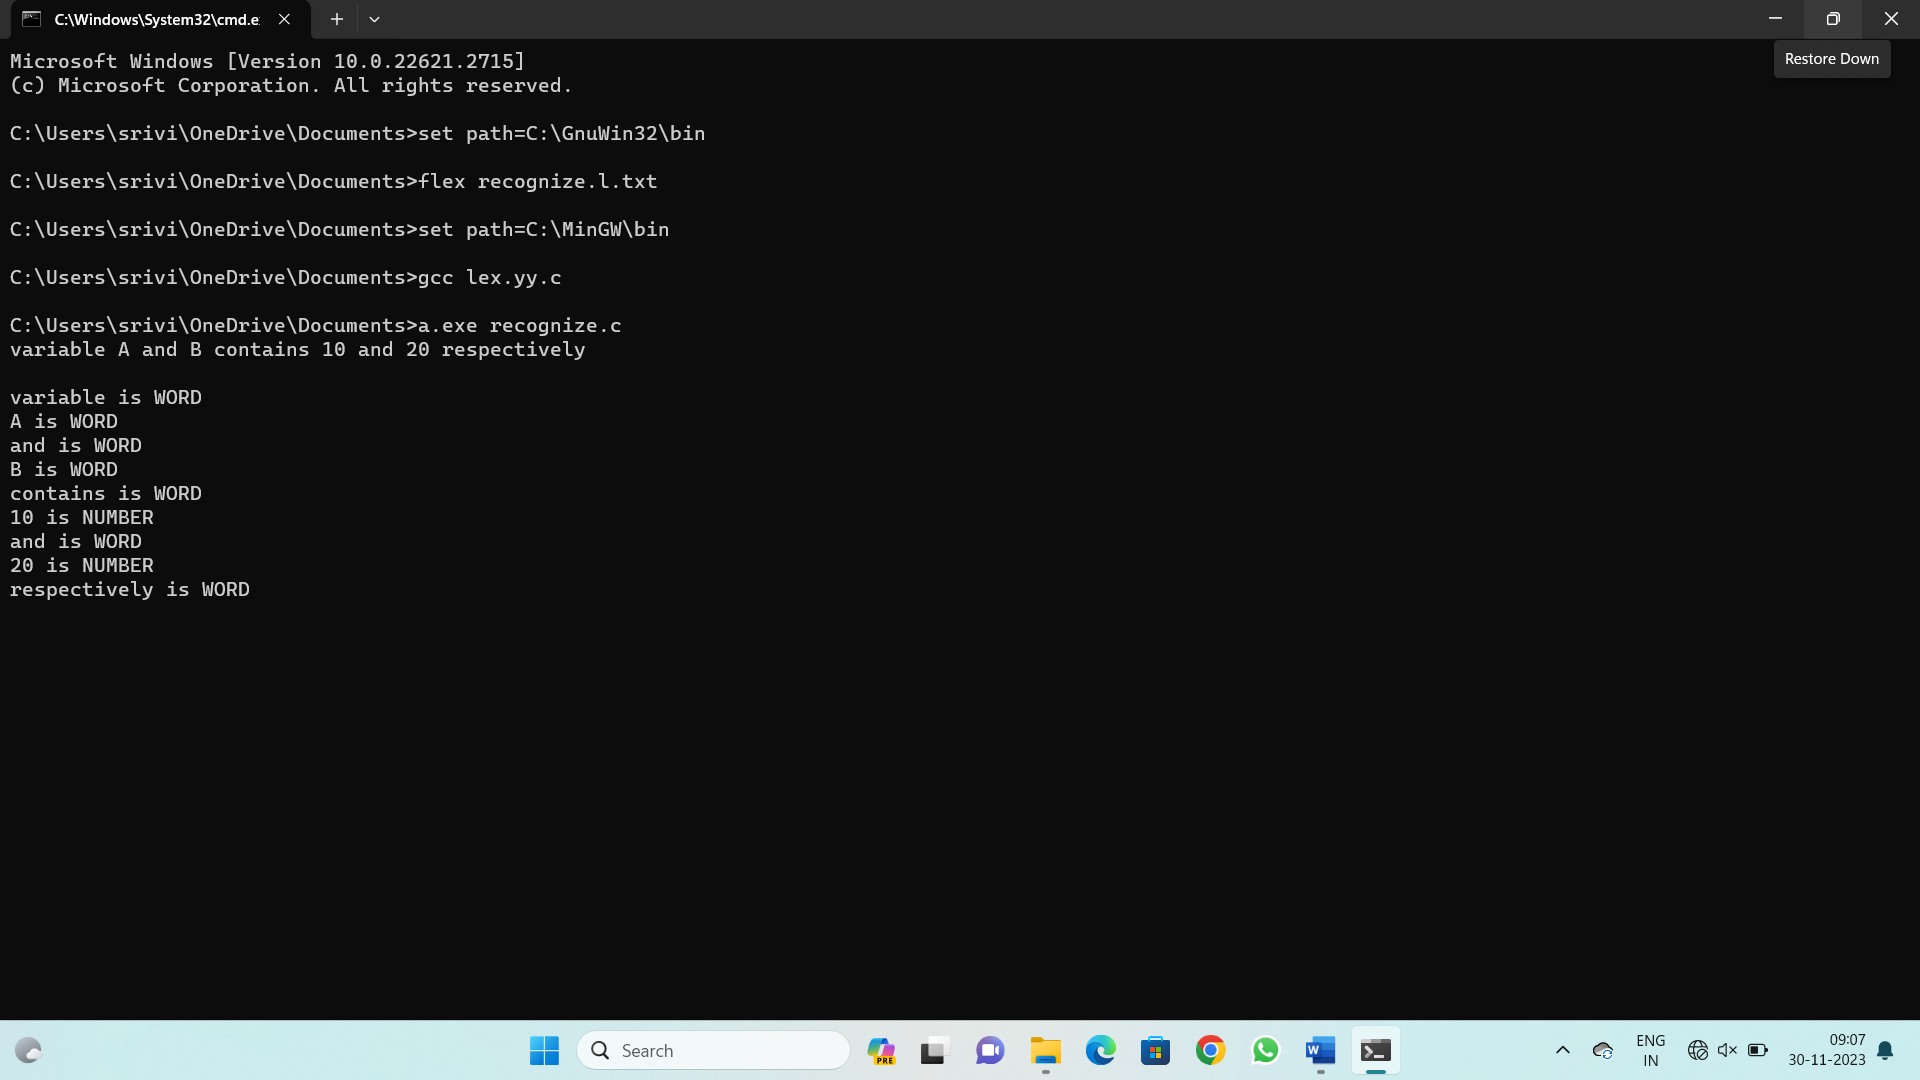 C:\Windows\System32\cmd.e
Restore Down
Microsoft Windows [Version 10.0.22621.2715]
(c) Microsoft Corporation. All rights reserved.
C:\Users\srivi\OneDrive\Documents>set path=C:\GnuWin32\bin
C:\Users\srivi\OneDrive\Documents>flex recognize.l.txt
C:\Users\srivi\OneDrive\Documents>set path=C:\MinGW\bin
C:\Users\srivi\OneDrive\Documents>gcc lex.yy.c
C:\Users\srivi\OneDrive\Documents>a.exe recognize.c
variable A and B contains 10 and 20 respectively
variable is WORD
A is WORD
and is WORD
B is WORD
contains is WORD
10 is NUMBER
and is WORD
20 is NUMBER
respectively is WORD
Search
PRE
W
ENG
IN
09:07
30-11-2023